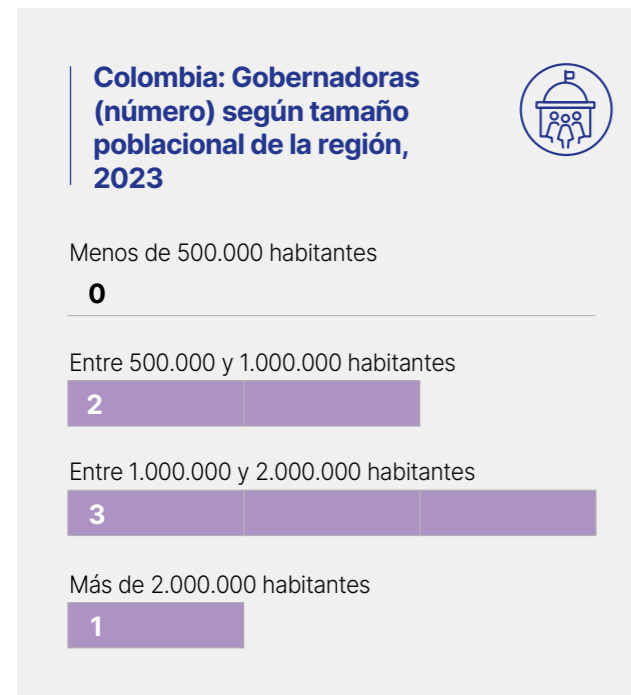 Colombia: Gobernadoras
(número) según tamaño
poblacional de la región,
2023
Menos de 500.000 habitantes
0
Entre 500.000 y 1.000.000 habitantes
2
Entre 1.000.000 y 2.000.000 habitantes
3
Más de 2.000.000 habitantes
1